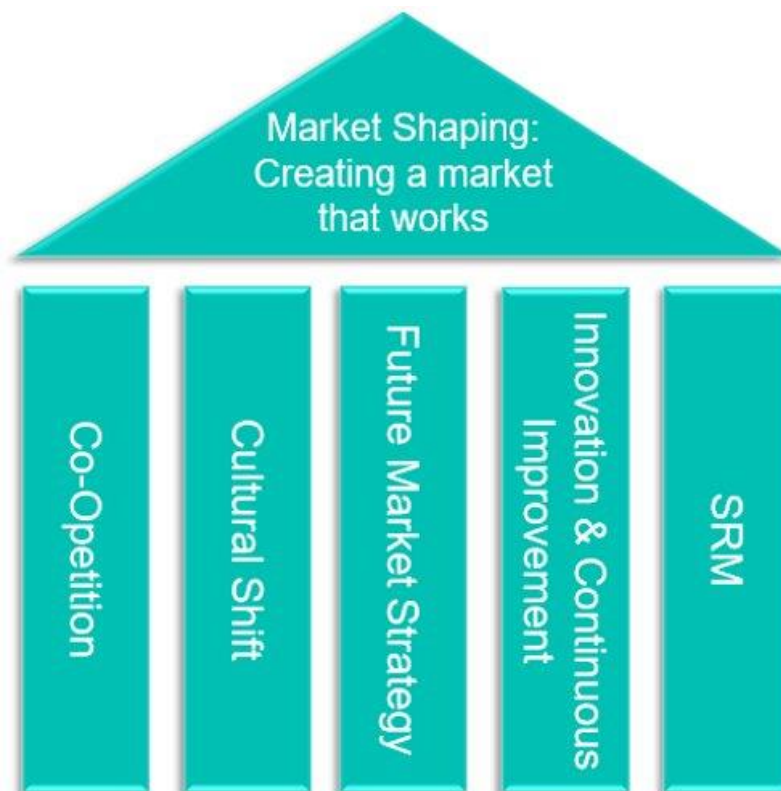 Market Shaping:
Creating a market
that works
Co-Opetition
Cultural Shift
Future Market Strategy
Innovation & Continuous
Improvement
SRM